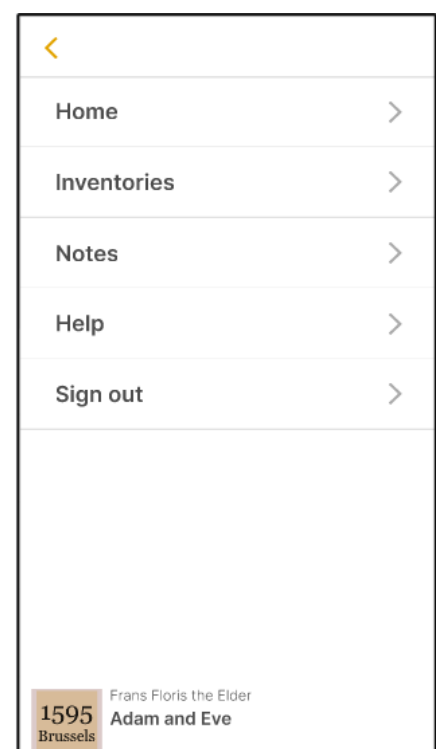 Home
Inventories
Notes
Help
Sign out
1595
Brussels
Frans Floris the Elder
Adam and Eve